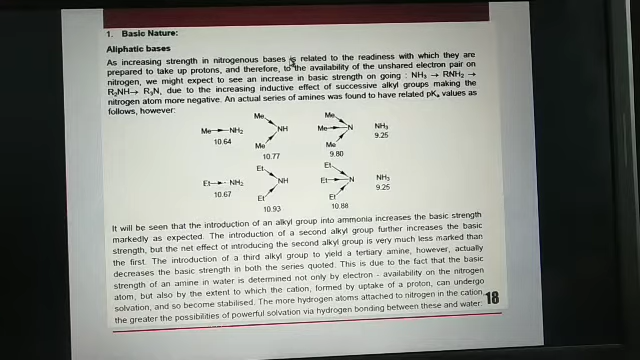 1. Basic Nature:
Aliphatic bases
As increasing strength in nitrogenous bases is related to the readiness with which they are
prepared to take up protons, and therefore, to the availability of the unshared electron pair on
nitrogen, we might expect to see an increase in basic strength on going : NH3 → RNH2 →
R2NH→ R3N, due to the increasing inductive effect of successive alkyl groups making the
nitrogen atom more negative. An actual series of amines was found to have related pKa values as
follows, however:
Me NH2 10.64
Me Me NH 10.77
Me Me Me N 9.80
NH3 9.25
Et NH2 10.67
Et Et NH 10.93
Et Et Et N 10.88
NH3 9.25
It will be seen that the introduction of an alkyl group into ammonia increases the basic strength
markedly as expected. The introduction of a second alkyl group further increases the basic
strength, but the net effect of introducing the second alkyl group is very much less marked than
the first. The introduction of a third alkyl group to yield a tertiary amine, however, actually
decreases the basic strength in both the series quoted. This is due to the fact that the basic
strength of an amine in water is determined not only by electron - availability on the nitrogen
atom, but also by the extent to which the cation, formed by uptake of a proton, can undergo
solvation, and so become stabilised. The more hydrogen atoms attached to nitrogen in the cation,
the greater the possibilities of powerful solvation via hydrogen bonding between these and water:
18